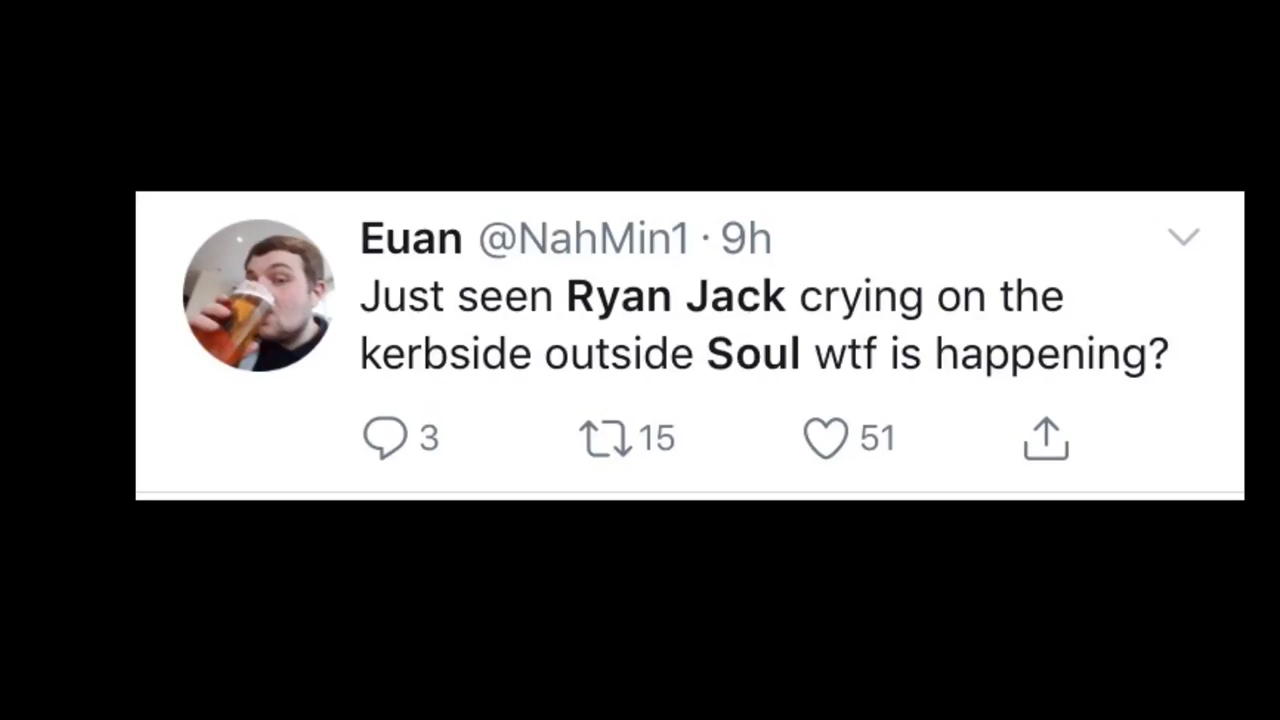 Euan @NahMin1 · 9h
Just seen Ryan Jack crying on the
kerbside outside Soul wtf is happening?
3 15 51